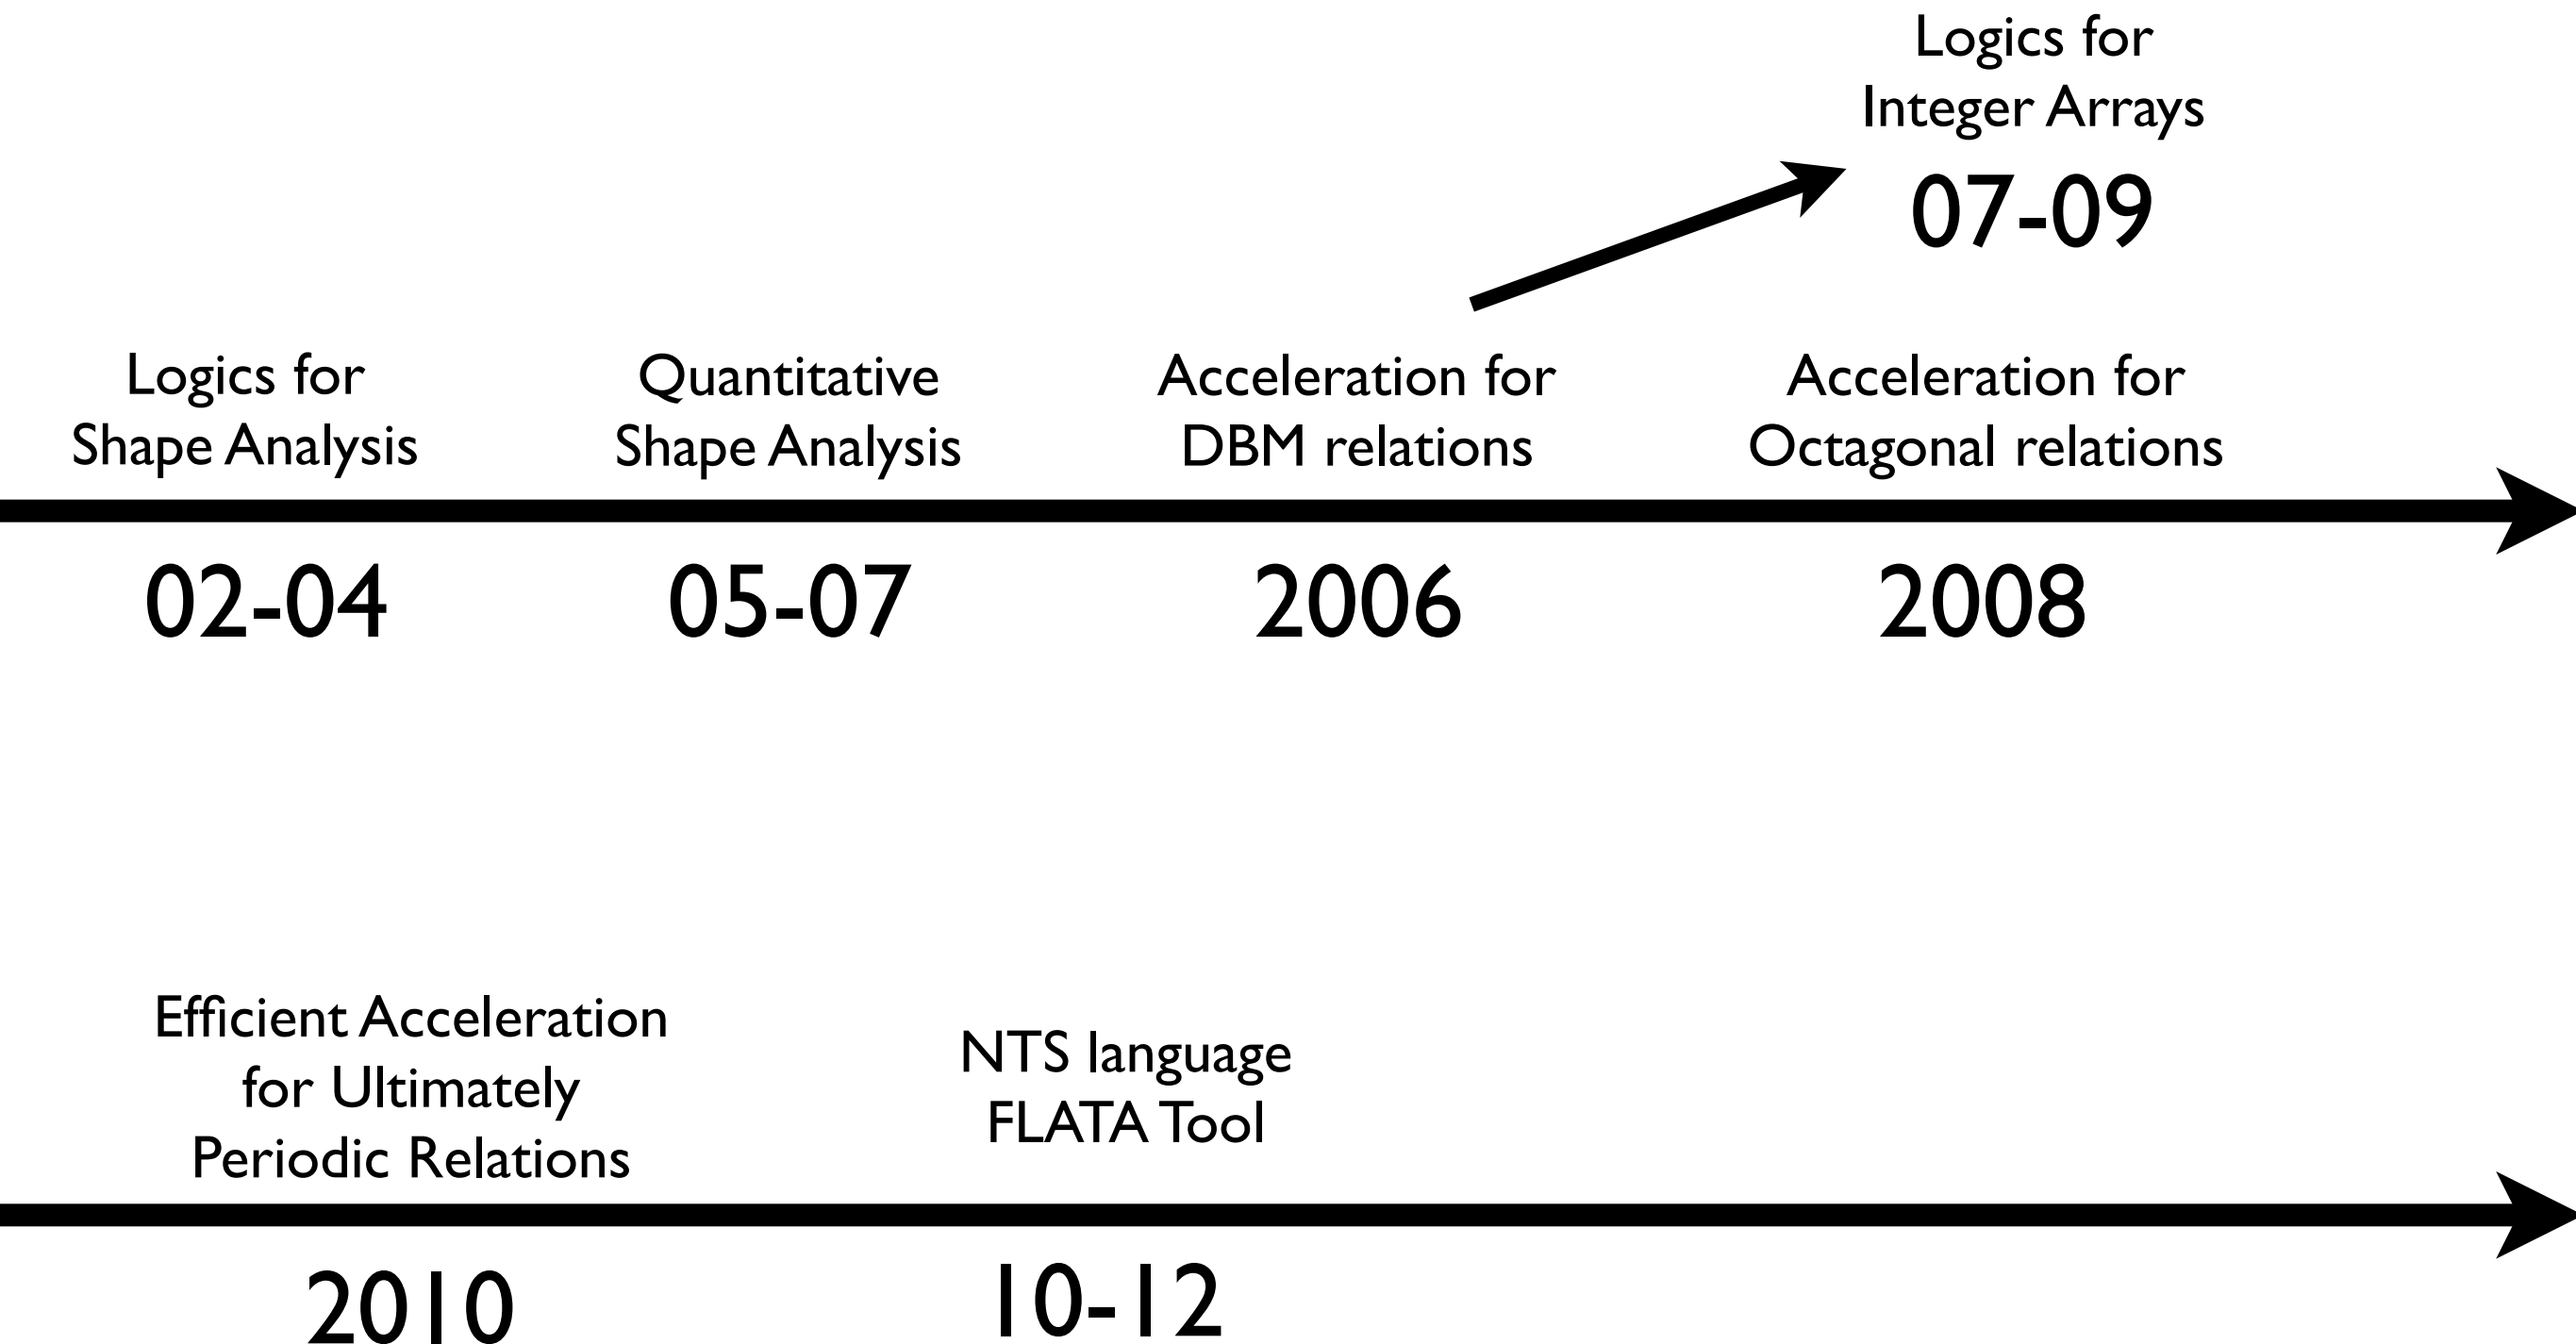 Logics for
Integer Arrays
07-09
Logics for
Shape Analysis
Quantitative
Shape Analysis
Acceleration for
DBM relations
Acceleration for
Octagonal relations
02-04
05-07
2006
2008
Efficient Acceleration
for Ultimately
Periodic Relations
NTS language
FLATA Tool
2010
10-12